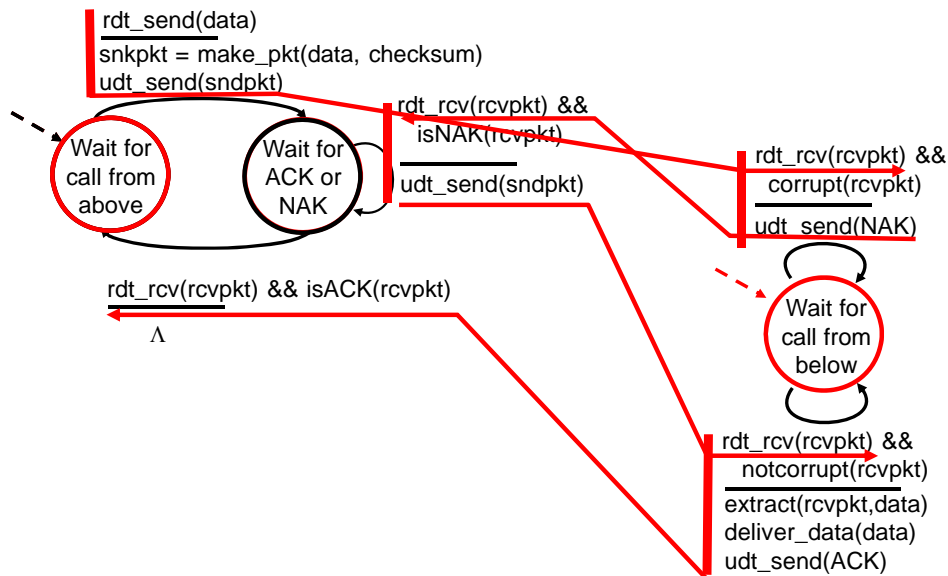 rdt_send(data)
snkpkt = make_pkt(data, checksum)
udt_send(sndpkt)
Wait for
call from
above
Wait for
ACK or
NAK
rdt_rcv(rcvpkt) &&
isNAK(rcvpkt)
udt_send(sndpkt)
rdt_rcv(rcvpkt) && isACK(rcvpkt)
Λ
rdt_rcv(rcvpkt) &&
corrupt(rcvpkt)
udt_send(NAK)
Wait for
call from
below
rdt_rcv(rcvpkt) &&
notcorrupt(rcvpkt)
extract(rcvpkt,data)
deliver_data(data)
udt_send(ACK)